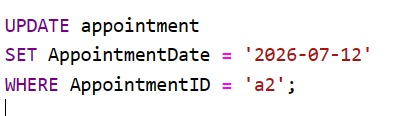 UPDATE appointment
SET AppointmentDate = '2026-07-12'
WHERE AppointmentID = 'a2';